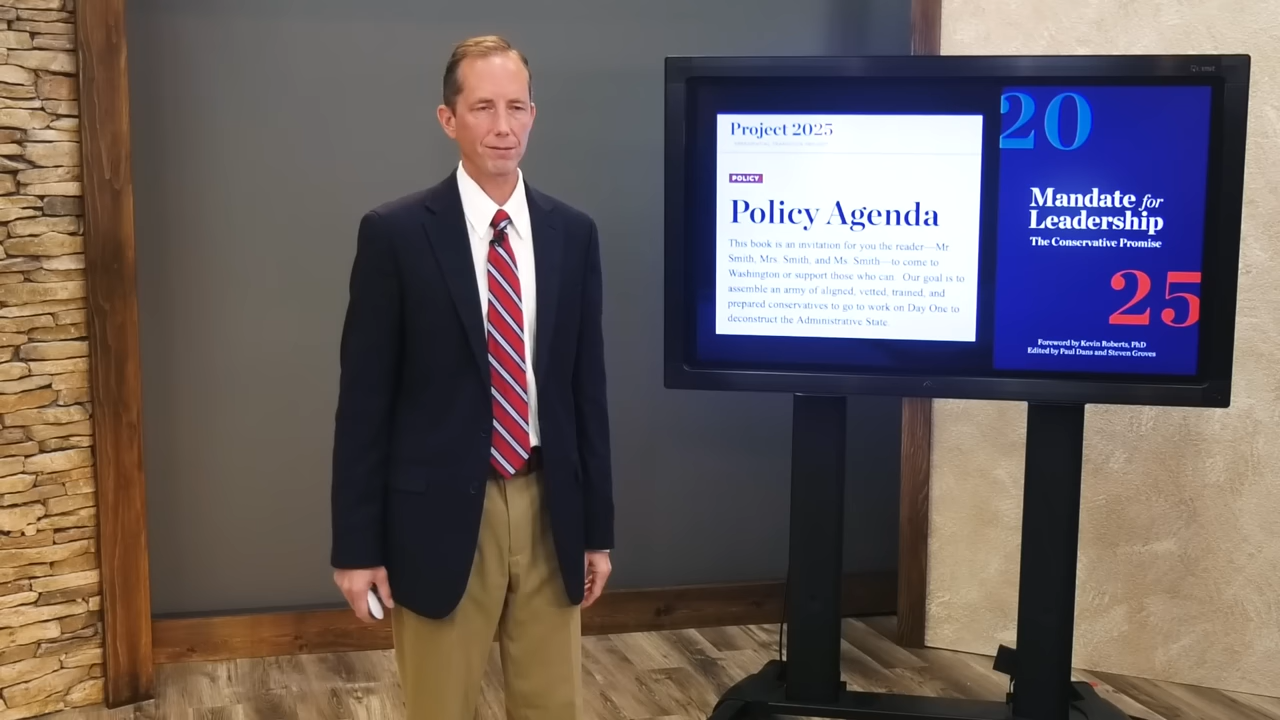 Project 2025
POLICY
Policy Agenda
This book is an invitation for you the reader—Mr.
Smith, Mrs. Smith, and Ms. Smith—to come to
Washington or support those who can. Our goal is to
assemble an army of aligned, vetted, trained, and
prepared conservatives to go to work on Day One to
deconstruct the Administrative State.
20
Mandate for
Leadership
The Conservative Promise
25
Foreword by Kevin Roberts, PhD
Edited by Paul Dans and Steven Groves